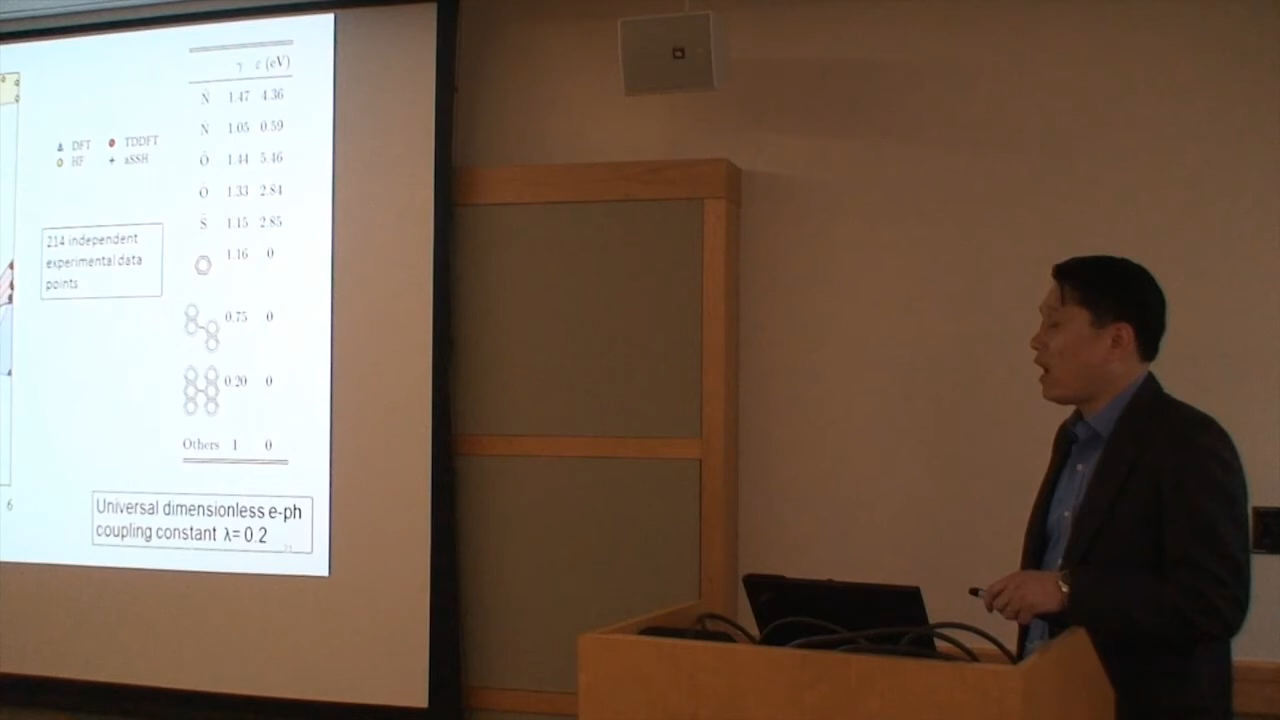 γ ε (eV)
N̈ 1.47 4.36
Ṅ 1.05 0.59
Ö 1.44 5.46
Ȯ 1.33 2.84
S̈ 1.15 2.85
1.16 0
0.75 0
0.20 0
Others 1 0
DFT TDDFT
HF aSSH
214 independent
experimental data
points
6
Universal dimensionless e-ph
coupling constant λ= 0.2